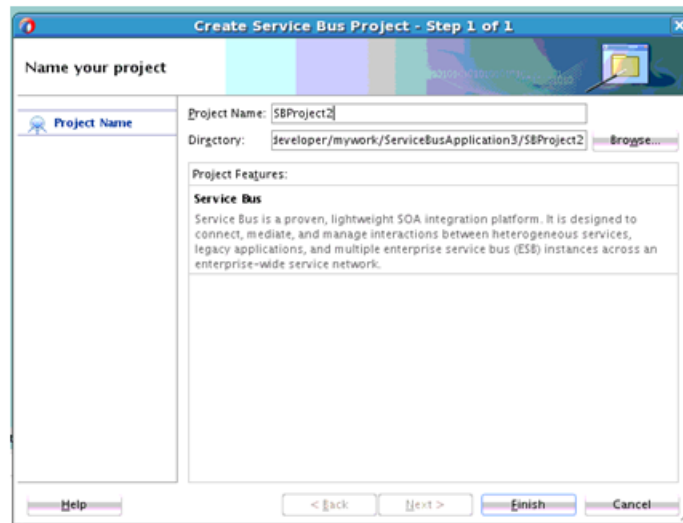 Create Service Bus Project - Step 1 of 1
Name your project
Project Name
Project Name: SBProject2
Directory: developer/mywork/ServiceBusApplication3/SBProject2 Browse...
Project Features:
Service Bus
Service Bus is a proven, lightweight SOA integration platform. It is designed to
connect, mediate, and manage interactions between heterogeneous services,
legacy applications, and multiple enterprise service bus (ESB) instances across an
enterprise-wide service network.
Help < Back Next > Finish Cancel